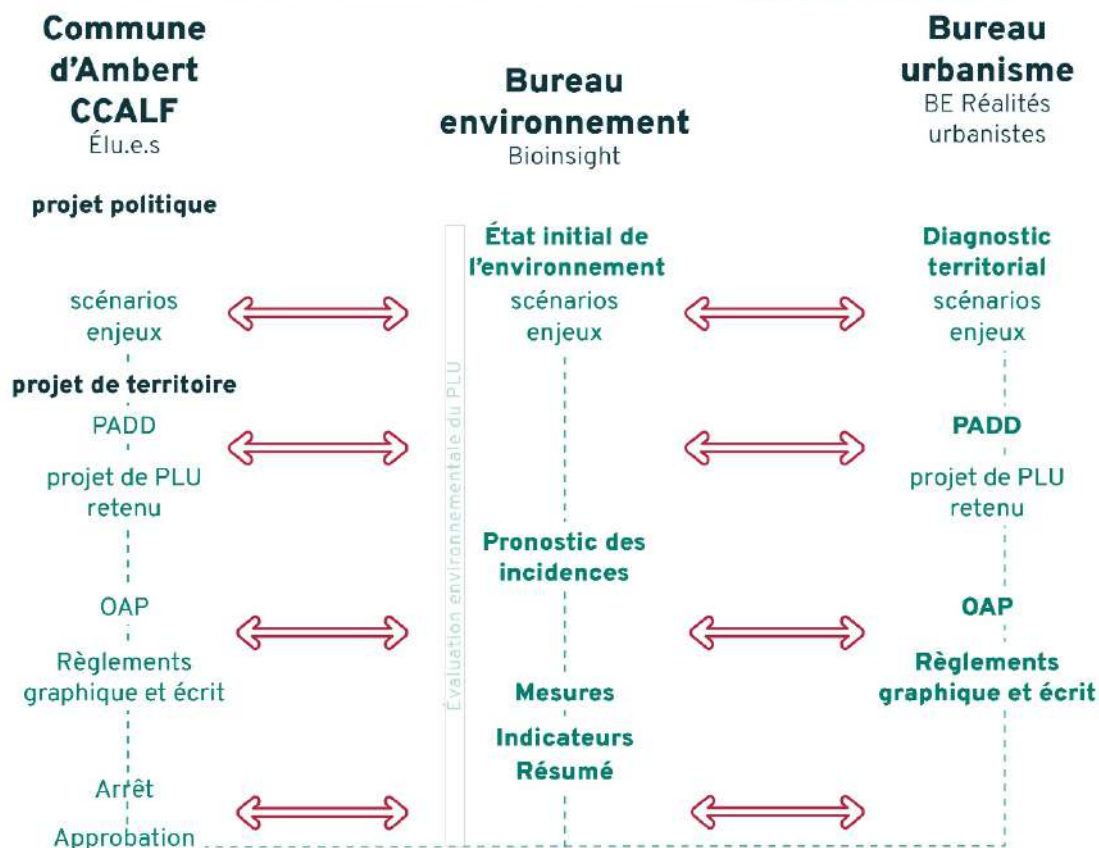 Commune
d'Ambert
CCALF
Élu.e.s
projet politique
scénarios
enjeux
projet de territoire
PADD
projet de PLU
retenu
OAP
Règlements
graphique et écrit
Arrêt
Approbation
Évaluation environnementale du PLU
Bureau
environnement
Bioinsight
État initial de
l'environnement
scénarios
enjeux
Pronostic des
incidences
Mesures
Indicateurs
Résumé
Bureau
urbanisme
BE Réalités
urbanistes
Diagnostic
territorial
scénarios
enjeux
PADD
projet de PLU
retenu
OAP
Règlements
graphique et écrit